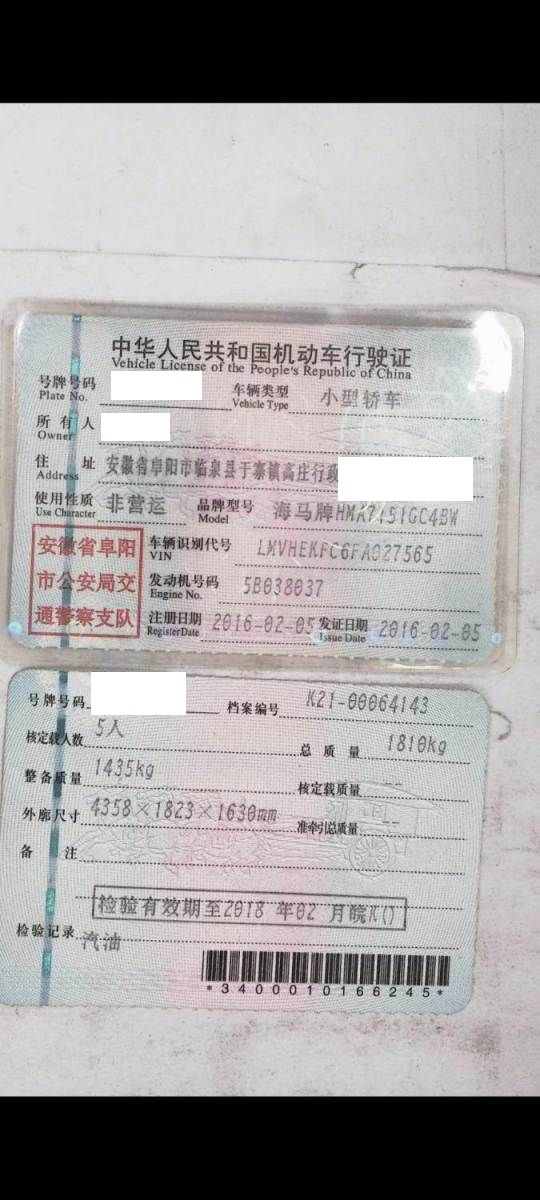 中华人民共和国机动车行驶证
Vehicle License of the People's Republic of China
号牌号码 Plate No. 车辆类型 Vehicle Type 小型轿车
所有人 Owner
住址 Address 安徽省阜阳市临泉县于寨镇高庄行政
使用性质 Use Character 非营运 品牌型号 Model 海马牌HMA7151GC4BW
安徽省阜阳
市公安局交
通警察支队
车辆识别代号 VIN LMVHEKFC6FA027565
发动机号码 Engine No. 5B038037
注册日期 Register Date 2016-02-05 发证日期 Issue Date 2016-02-05
号牌号码 档案编号 K21-00064143
核定载人数 5人 总质量 1810kg
整备质量 1435kg 核定载质量 --
外廓尺寸 4358×1823×1630mm 准牵引总质量 --
备注
检验有效期至2018年02月皖K()
检验记录 汽油
*3400010166245*